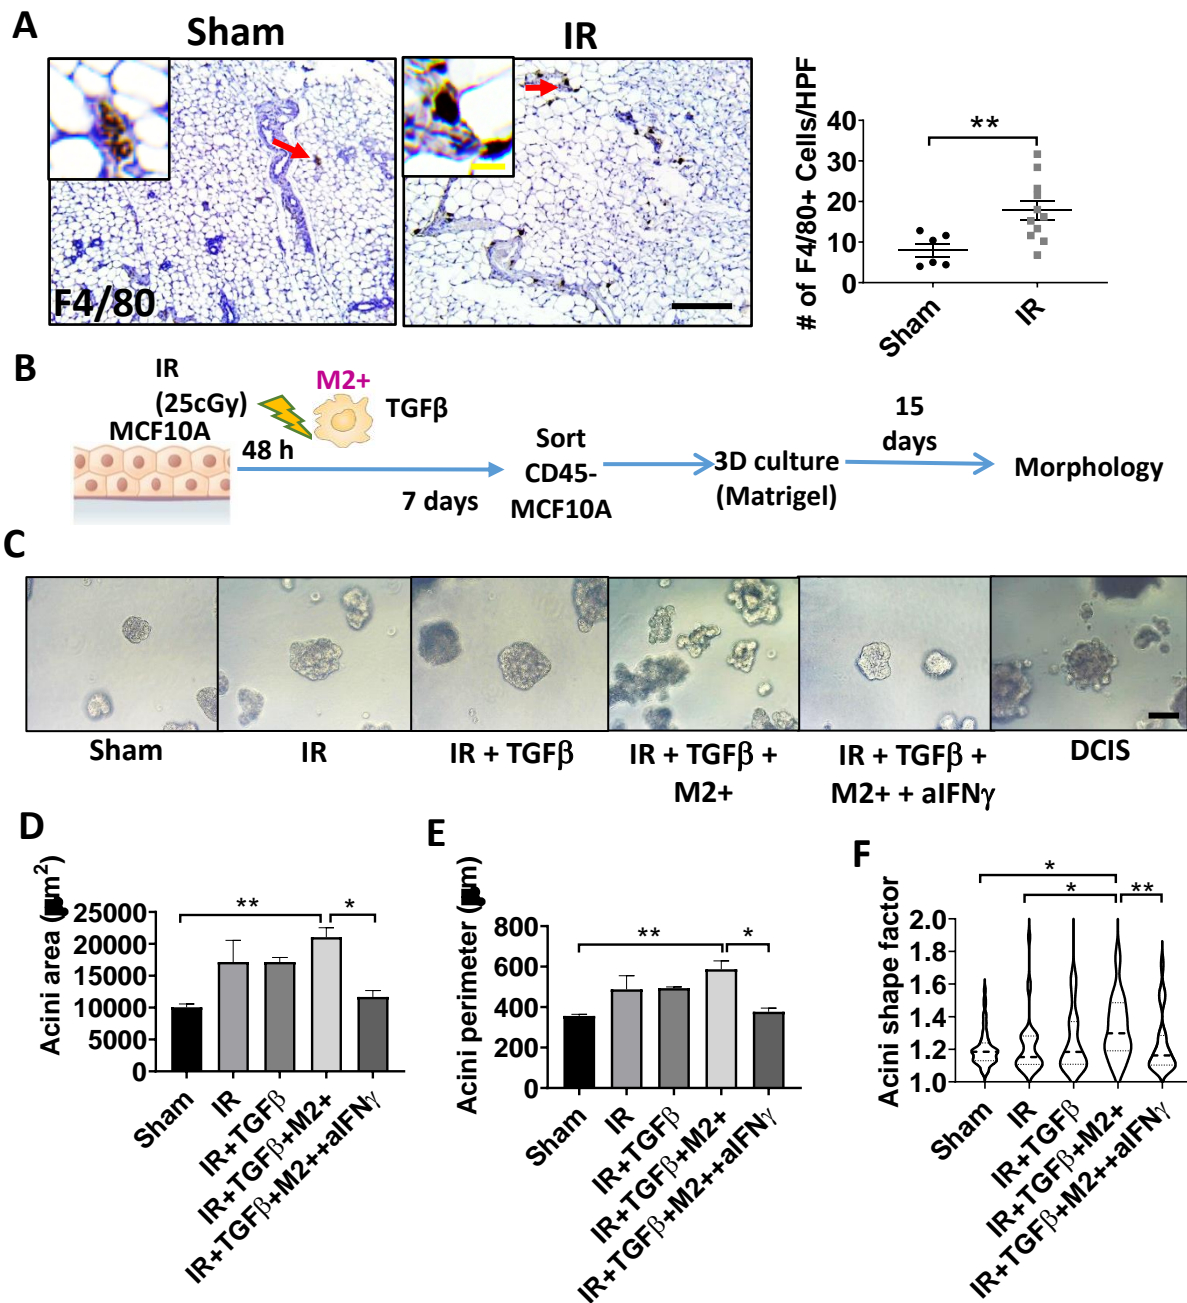 A
Sham
IR
F4/80
# of F4/80+ Cells/HPF
40
30
20
10
0
**
Sham
IR
B
IR
(25cGy)
MCF10A
48 h
M2+
TGFβ
7 days
Sort
CD45-
MCF10A
3D culture
(Matrigel)
15
days
Morphology
C
Sham
IR
IR + TGFβ
IR + TGFβ +
M2+
IR + TGFβ +
M2+ + aIFNγ
DCIS
D
Acini area ( m²)
25000
20000
15000
10000
5000
0
**
*
Sham
IR
IR+TGFβ
IR+TGFβ+M2+
IR+TGFβ+M2++aIFNγ
E
Acini perimeter ( m)
800
600
400
200
0
**
*
Sham
IR
IR+TGFβ
IR+TGFβ+M2+
IR+TGFβ+M2++aIFNγ
F
Acini shape factor
2.0
1.8
1.6
1.4
1.2
1.0
*
*
**
Sham
IR
IR+TGFβ
IR+TGFβ+M2+
IR+TGFβ+M2++aIFNγ